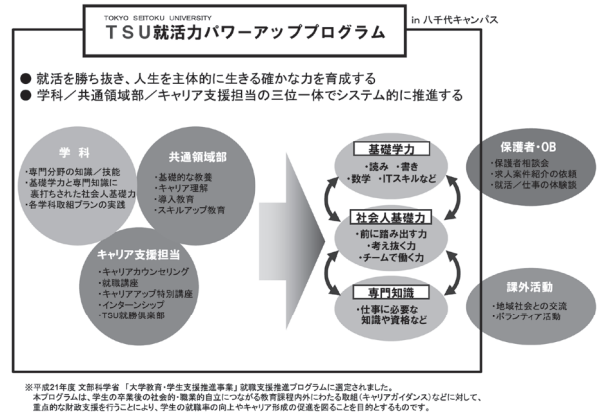 TOKYO SEITOKU UNIVERSITY
TSU就活力パワーアッププログラム
in 八千代キャンパス
● 就活を勝ち抜き、人生を主体的に生きる確かな力を育成する
● 学科／共通領域部／キャリア支援担当の三位一体でシステム的に推進する
学科
・専門分野の知識／技能
・基礎学力と専門知識に
裏打ちされた社会人基礎力
・各学科取組プランの実践
共通領域部
・基礎的な教養
・キャリア理解
・導入教育
・スキルアップ教育
キャリア支援担当
・キャリアカウンセリング
・就職講座
・キャリアアップ特別講座
・インターンシップ
・TSU就勝倶楽部
基礎学力
・読み ・書き
・数学 ・ITスキルなど
社会人基礎力
・前に踏み出す力
・考え抜く力
・チームで働く力
専門知識
・仕事に必要な
知識や資格など
保護者・OB
・保護者相談会
・求人案件紹介の依頼
・就活／仕事の体験談
課外活動
・地域社会との交流
・ボランティア活動
※平成21年度 文部科学省 「大学教育・学生支援推進事業」 就職支援推進プログラムに選定されました。
本プログラムは、学生の卒業後の社会的・職業的自立につながる教育課程内外にわたる取組（キャリアガイダンス）などに対して、
重点的な財政支援を行うことにより、学生の就職率の向上やキャリア形成の促進を図ることを目的とするものです。